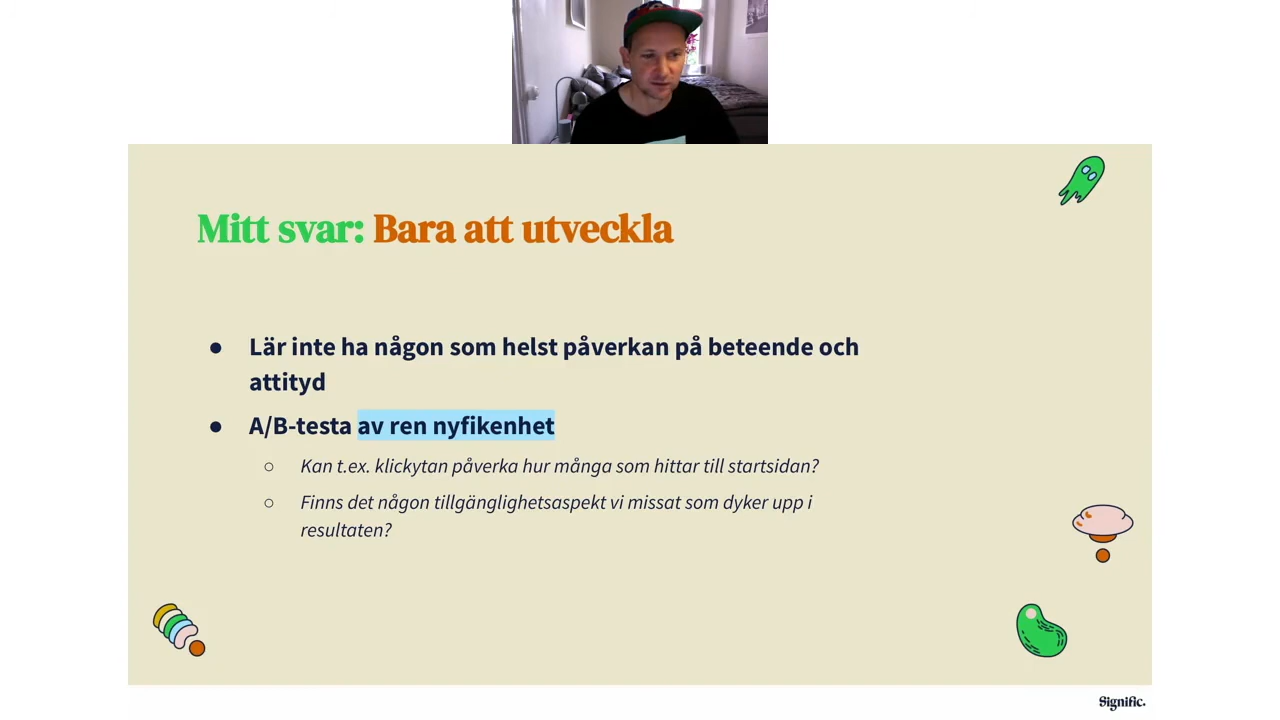 Mitt svar: Bara att utveckla
● Lär inte ha någon som helst påverkan på beteende och
attityd
● A/B-testa av ren nyfikenhet
○ Kan t.ex. klickytan påverka hur många som hittar till startsidan?
○ Finns det någon tillgänglighetsaspekt vi missat som dyker upp i
resultaten?
Signific.